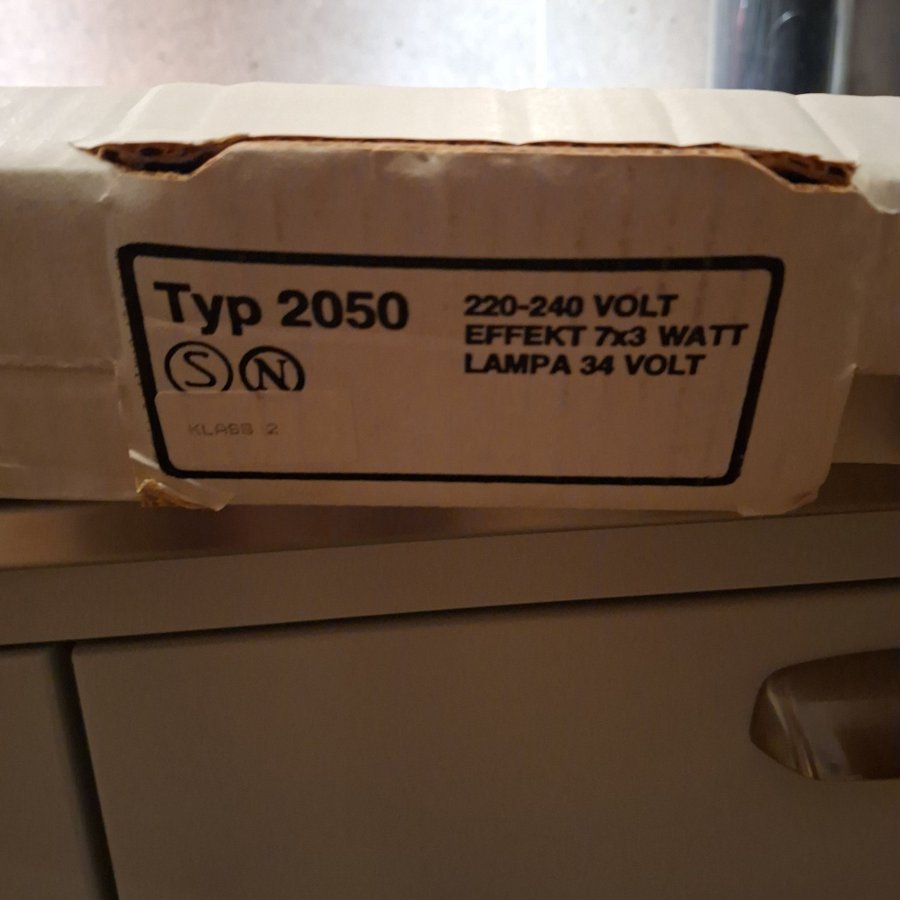 Typ 2050
S N
KLASS 2
220-240 VOLT
EFFEKT 7x3 WATT
LAMPA 34 VOLT